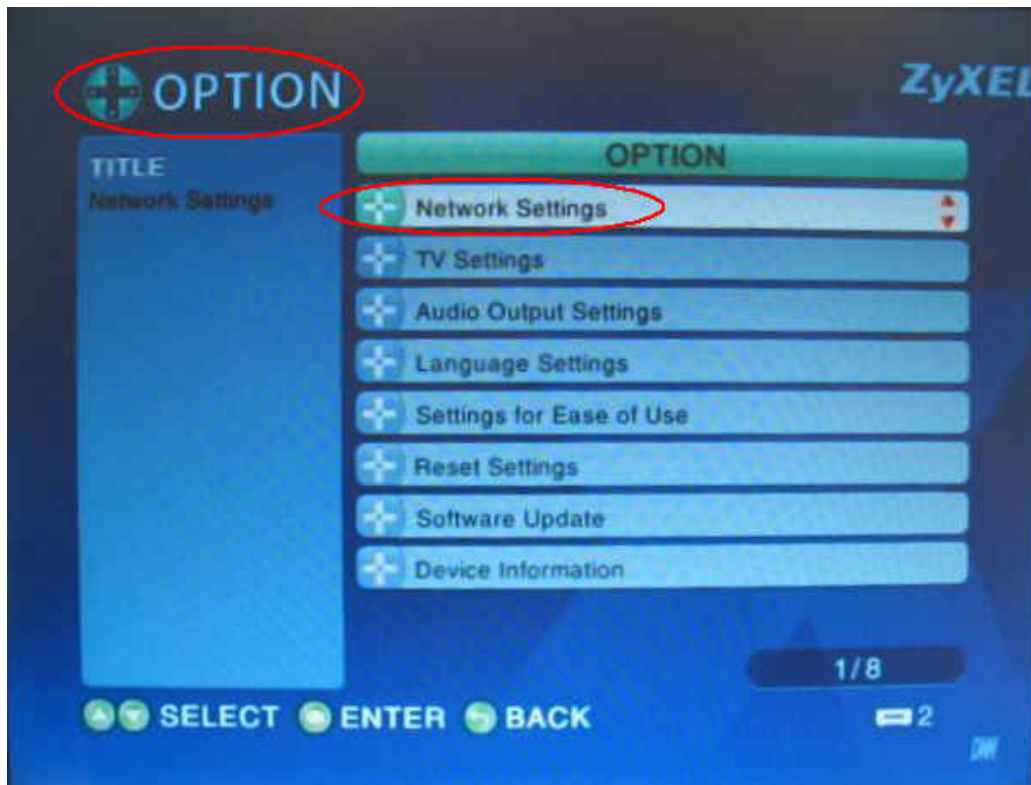 OPTION
ZyXEL
TITLE
Network Settings
OPTION
Network Settings
TV Settings
Audio Output Settings
Language Settings
Settings for Ease of Use
Reset Settings
Software Update
Device Information
1/8
SELECT ENTER BACK
2